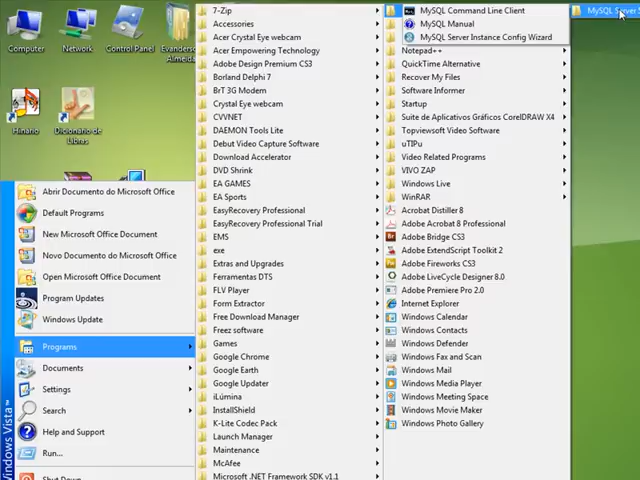 Computer
Network
Control Panel
Evanderson
Almeida
Hinário
Dicionário de
Libras
Abrir Documento do Microsoft Office
Default Programs
New Microsoft Office Document
Novo Documento do Microsoft Office
Open Microsoft Office Document
Program Updates
Windows Update
Programs
Documents
Settings
Search
Help and Support
Run...
Shut Down
Windows Vista™
7-Zip
Accessories
Acer Crystal Eye webcam
Acer Empowering Technology
Adobe Design Premium CS3
Borland Delphi 7
BrT 3G Modem
Crystal Eye webcam
CVVNET
DAEMON Tools Lite
Debut Video Capture Software
Download Accelerator
DVD Shrink
EA GAMES
EA Sports
EasyRecovery Professional
EasyRecovery Professional Trial
EMS
exe
Extras and Upgrades
Ferramentas DTS
FLV Player
Form Extractor
Free Download Manager
Freez software
Games
Google Chrome
Google Earth
Google Updater
iLúmina
InstallShield
K-Lite Codec Pack
Launch Manager
Maintenance
McAfee
Microsoft .NET Framework SDK v1.1
MySQL Command Line Client
MySQL Manual
MySQL Server Instance Config Wizard
Notepad++
QuickTime Alternative
Recover My Files
Software Informer
Startup
Suite de Aplicativos Gráficos CorelDRAW X4
Topviewsoft Video Software
uTIPu
Video Related Programs
VIVO ZAP
Windows Live
WinRAR
Acrobat Distiller 8
Adobe Acrobat 8 Professional
Adobe Bridge CS3
Adobe ExtendScript Toolkit 2
Adobe Fireworks CS3
Adobe LiveCycle Designer 8.0
Adobe Premiere Pro 2.0
Internet Explorer
Windows Calendar
Windows Contacts
Windows Defender
Windows Fax and Scan
Windows Mail
Windows Media Player
Windows Meeting Space
Windows Movie Maker
Windows Photo Gallery
MySQL Server 5